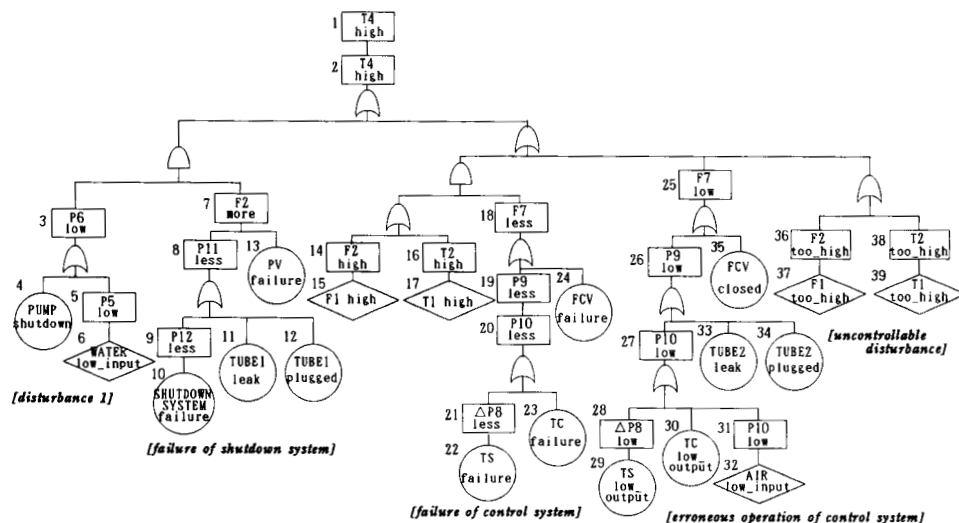 1
T4
high
2
T4
high
3
P6
low
7
F2
more
25
F7
low
4
PUMP
shutdown
5
P5
low
6
WATER
low_input
[disturbance 1]
8
P11
less
13
PV
failure
9
P12
less
10
SHUTDOWN
SYSTEM
failure
11
TUBE1
leak
12
TUBE1
plugged
[failure of shutdown system]
14
F2
high
15
F1 high
16
T2
high
17
T1 high
18
F7
less
19
P9
less
24
FCV
failure
20
P10
less
21
△P8
less
22
TS
failure
23
TC
failure
[failure of control system]
26
P9
low
35
FCV
closed
27
P10
low
33
TUBE2
leak
34
TUBE2
plugged
28
△P8
low
29
TS
low_
output
30
TC
low_
output
31
P10
low
32
AIR
low_input
[erroneous operation of control system]
36
F2
too_high
37
F1
too_high
38
T2
too_high
39
T1
too_high
[uncontrollable
disturbance]